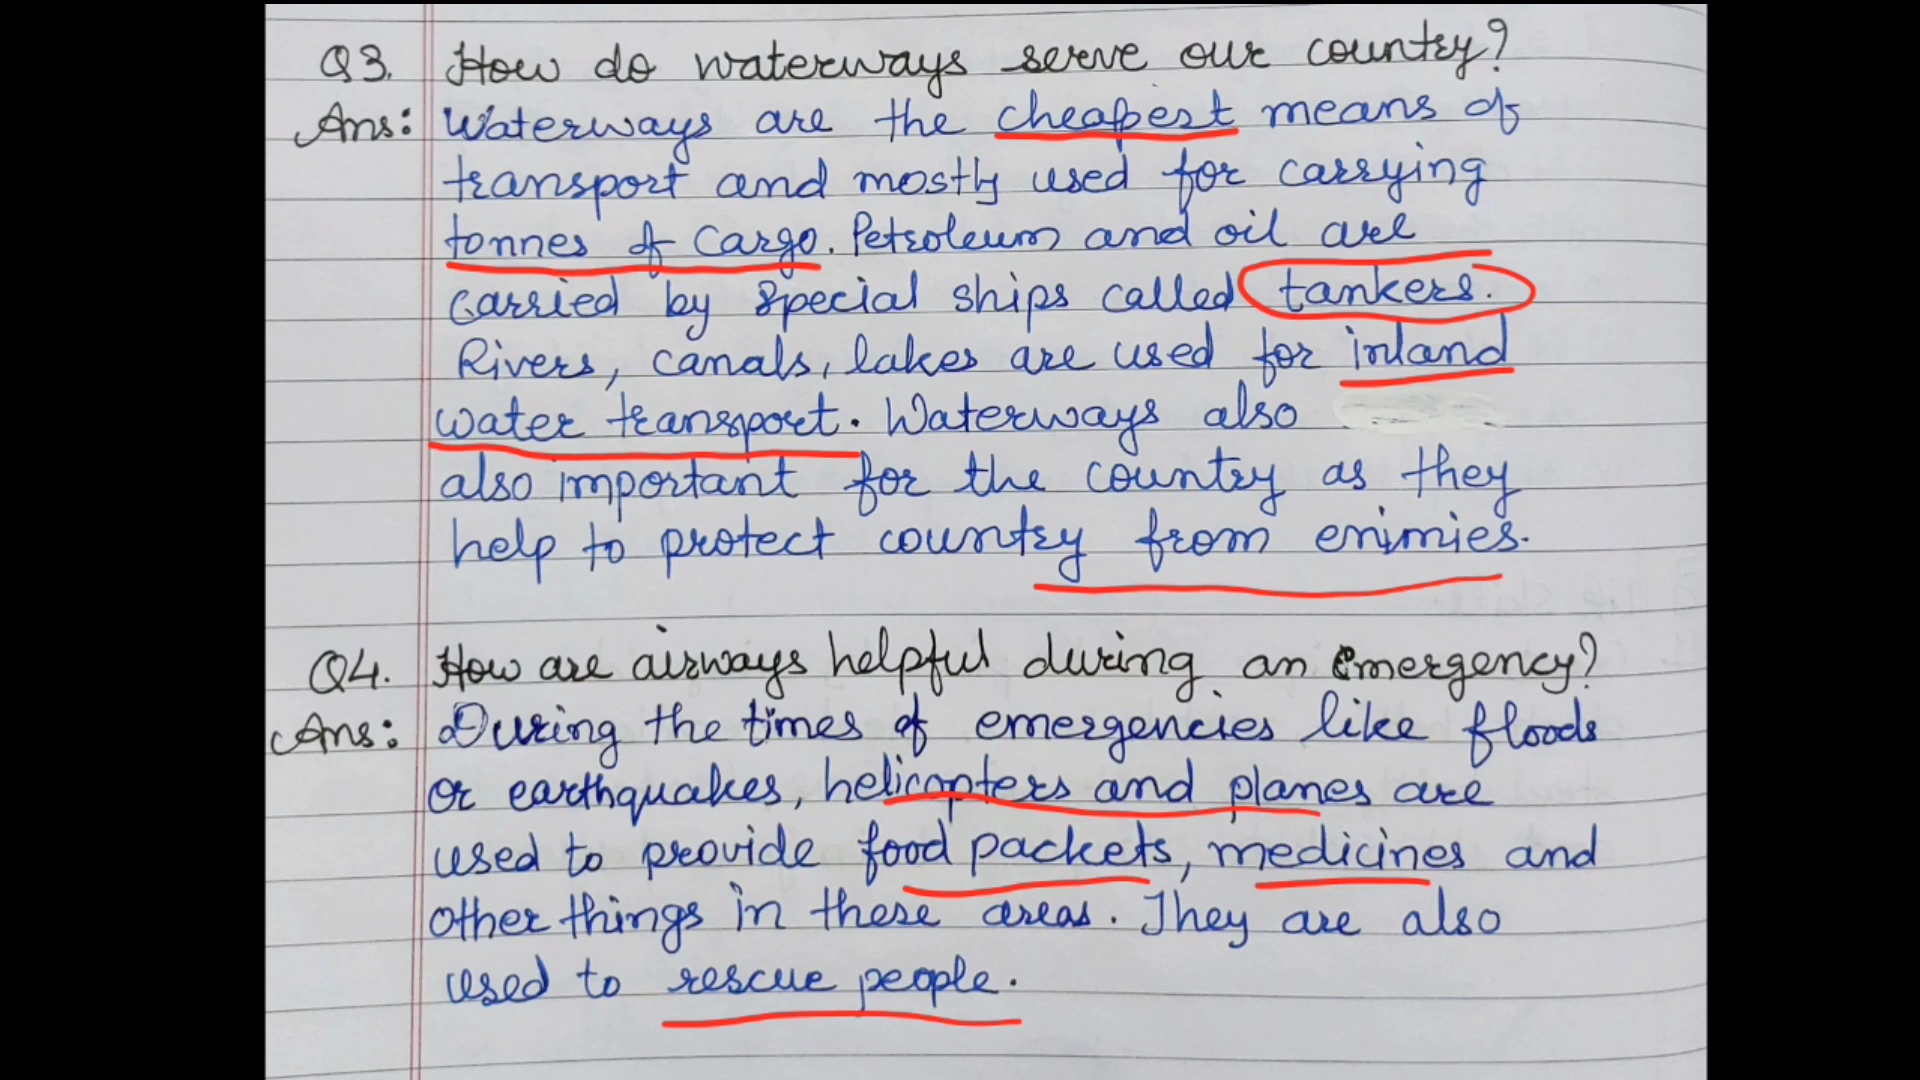 Q3. How do waterways serve our country?
Ans: Waterways are the cheapest means of
transport and mostly used for carrying
tonnes of cargo. Petroleum and oil are
carried by special ships called tankers.
Rivers, canals, lakes are used for inland
water transport. Waterways also
also important for the country as they
help to protect country from enimies.
Q4. How are airways helpful during an emergency?
Ans: During the times of emergencies like floods
or earthquakes, helicopters and planes are
used to provide food packets, medicines and
other things in these areas. They are also
used to rescue people.